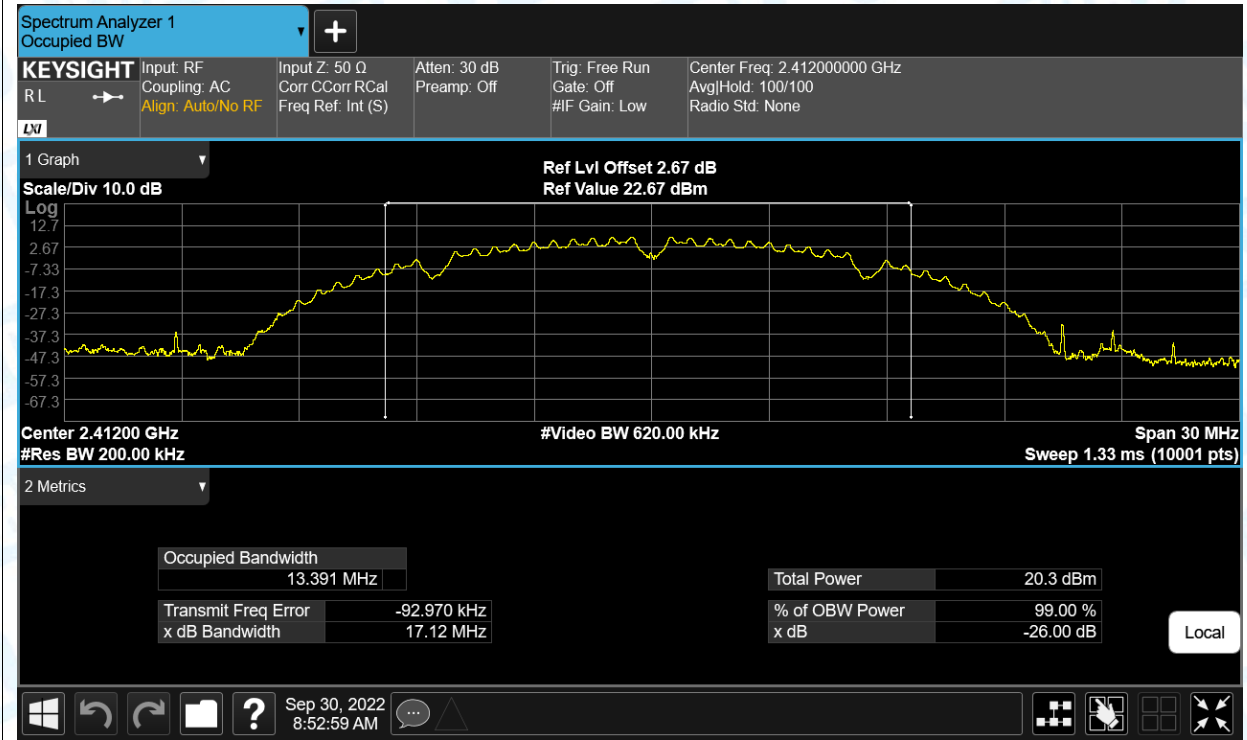 Spectrum Analyzer 1
Occupied BW
KEYSIGHT
R L
LXI
Input: RF
Coupling: AC
Align: Auto/No RF
Input Z: 50 Ω
Corr CCorr RCal
Freq Ref: Int (S)
Atten: 30 dB
Preamp: Off
Trig: Free Run
Gate: Off
#IF Gain: Low
Center Freq: 2.412000000 GHz
Avg|Hold: 100/100
Radio Std: None
1 Graph
Scale/Div 10.0 dB
Ref Lvl Offset 2.67 dB
Ref Value 22.67 dBm
Log
12.7
2.67
-7.33
-17.3
-27.3
-37.3
-47.3
-57.3
-67.3
Center 2.41200 GHz
#Video BW 620.00 kHz
Span 30 MHz
#Res BW 200.00 kHz
Sweep 1.33 ms (10001 pts)
2 Metrics
Occupied Bandwidth
13.391 MHz
Total Power 20.3 dBm
Transmit Freq Error -92.970 kHz
% of OBW Power 99.00 %
x dB Bandwidth 17.12 MHz
x dB -26.00 dB
Local
?
Sep 30, 2022
8:52:59 AM